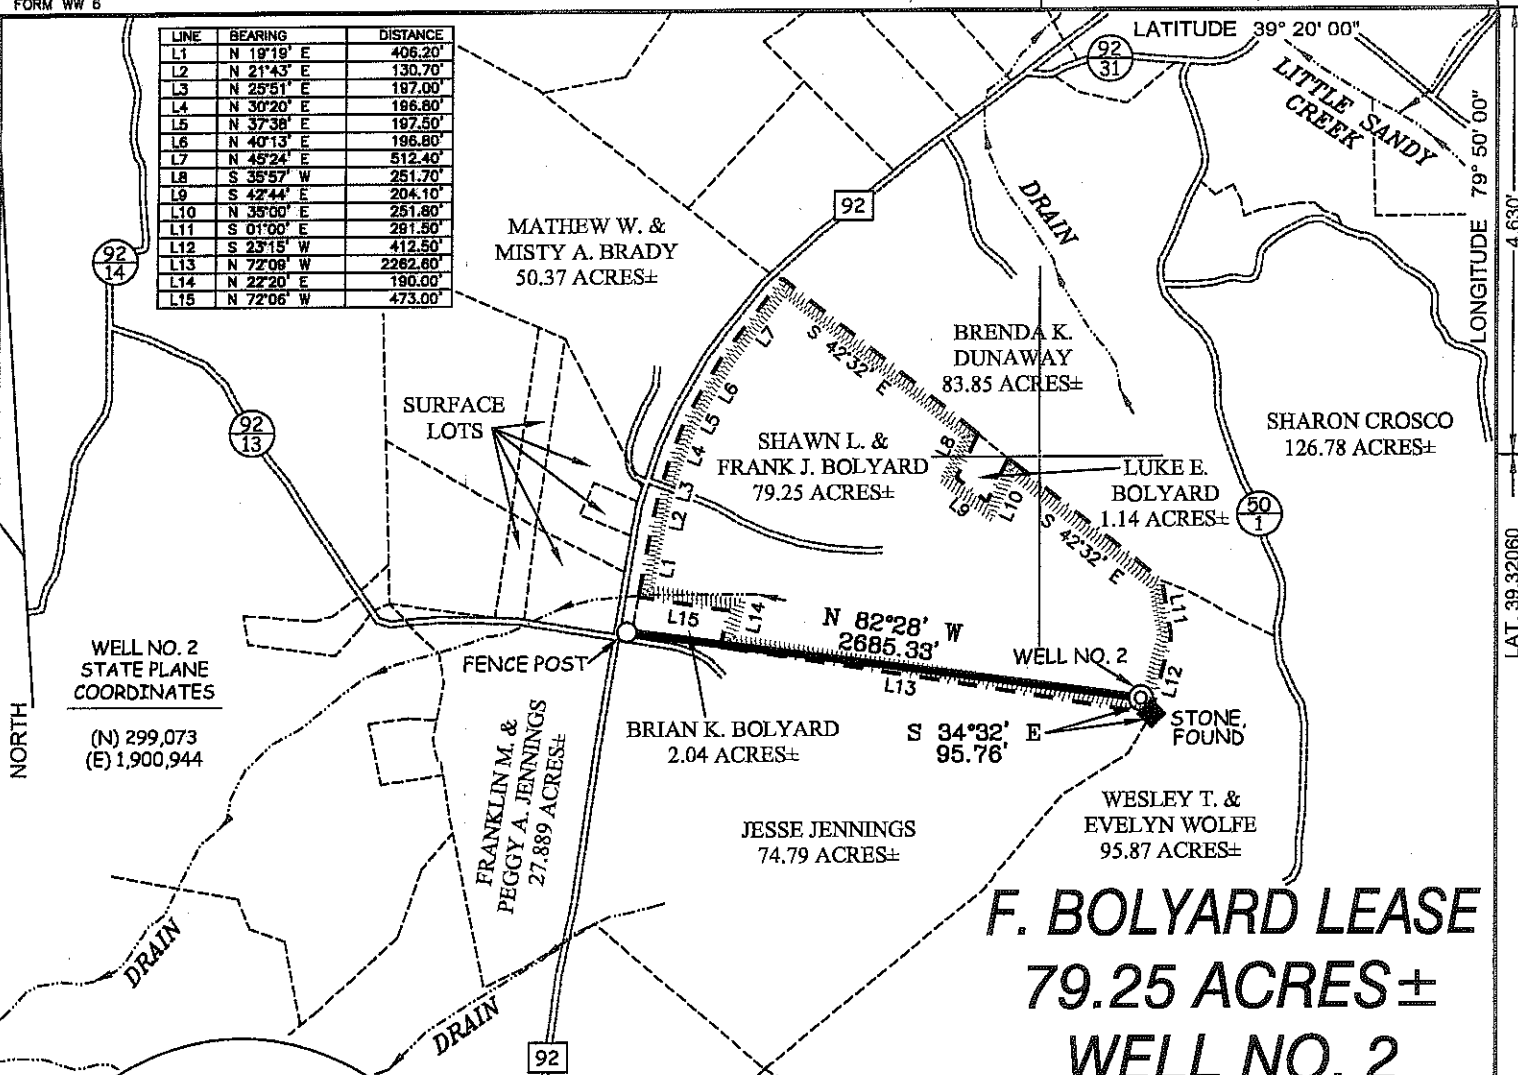 FORM WW 6
LINE BEARING DISTANCE
L1 N 19°19' E 406.20'
L2 N 21°43' E 130.70'
L3 N 25°51' E 197.00'
L4 N 30°20' E 196.80'
L5 N 37°38' E 197.50'
L6 N 40°13' E 196.80'
L7 N 45°24' E 512.40'
L8 S 35°57' W 251.70'
L9 S 42°44' E 204.10'
L10 N 35°00' E 251.80'
L11 S 01°00' E 291.50'
L12 S 23°15' W 412.50'
L13 N 72°09' W 2262.60'
L14 N 22°20' E 190.00'
L15 N 72°06' W 473.00'
LATITUDE 39° 20' 00"
92
31
LITTLE SANDY
CREEK
LONGITUDE 79° 50' 00"
4,630'
LAT. 39.32060
DRAIN
92
92
14
MATHEW W. &
MISTY A. BRADY
50.37 ACRES±
L7
S 42°32' E
BRENDA K.
DUNAWAY
83.85 ACRES±
SURFACE
LOTS
92
13
L6
L5
L4
L3
L2
L1
SHAWN L. &
FRANK J. BOLYARD
79.25 ACRES±
L8
L9
L10
LUKE E.
BOLYARD
1.14 ACRES±
SHARON CROSCO
126.78 ACRES±
50
1
S 42°32' E
L11
L12
L15
L14
N 82°28' W
2685.33'
WELL NO. 2
L13
FENCE POST
WELL NO. 2
STATE PLANE
COORDINATES
(N) 299,073
(E) 1,900,944
NORTH
BRIAN K. BOLYARD
2.04 ACRES±
S 34°32' E
95.76'
STONE,
FOUND
FRANKLIN M. &
PEGGY A. JENNINGS
27.889 ACRES±
JESSE JENNINGS
74.79 ACRES±
WESLEY T. &
EVELYN WOLFE
95.87 ACRES±
DRAIN
DRAIN
92
F. BOLYARD LEASE
79.25 ACRES±
WELL NO. 2